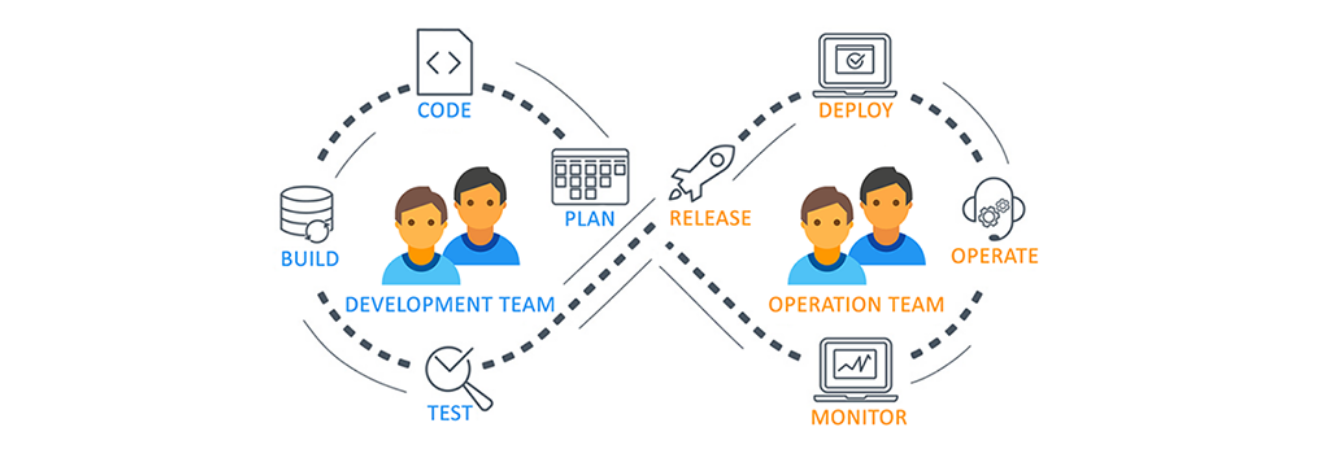 CODE
DEPLOY
PLAN
RELEASE
BUILD
OPERATE
DEVELOPMENT TEAM
OPERATION TEAM
TEST
MONITOR